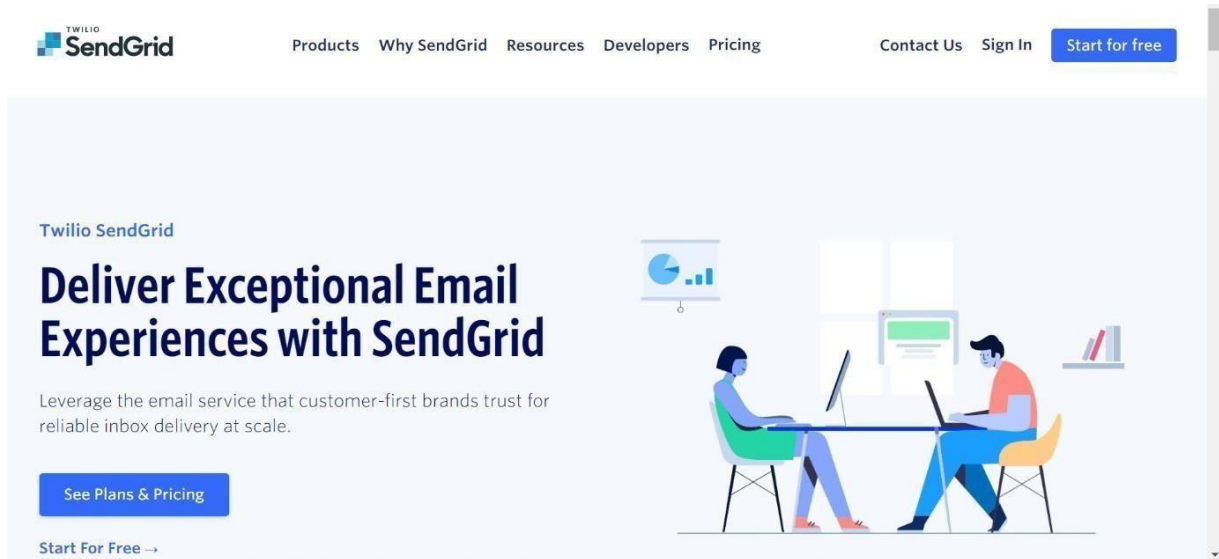 TWILIO
SendGrid
Products Why SendGrid Resources Developers Pricing
Contact Us Sign In Start for free
Twilio SendGrid
Deliver Exceptional Email
Experiences with SendGrid
Leverage the email service that customer-first brands trust for
reliable inbox delivery at scale.
See Plans & Pricing
Start For Free →